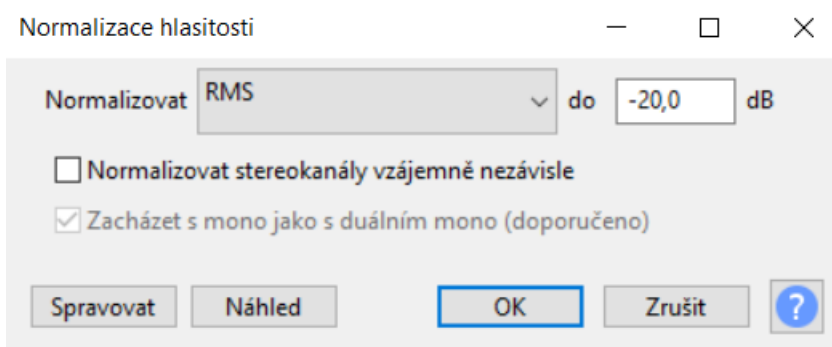 Normalizace hlasitosti
Normalizovat RMS do -20,0 dB
Normalizovat stereokanály vzájemně nezávisle
Zacházet s mono jako s duálním mono (doporučeno)
Spravovat Náhled OK Zrušit ?